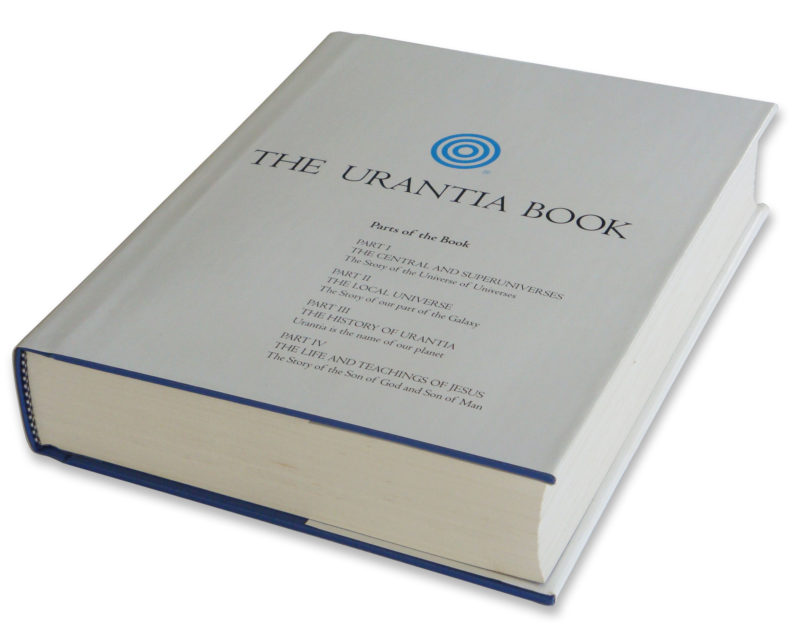 THE URANTIA BOOK
Parts of the Book
PART I
THE CENTRAL AND SUPERUNIVERSES
The Story of the Universe of Universes
PART II
THE LOCAL UNIVERSE
The Story of our part of the Galaxy
PART III
THE HISTORY OF URANTIA
Urantia is the name of our planet
PART IV
THE LIFE AND TEACHINGS OF JESUS
The Story of the Son of God and Son of Man